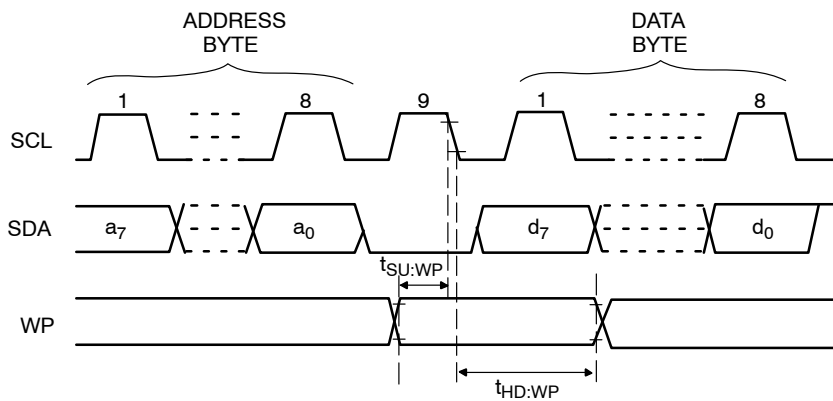 ADDRESS
BYTE
DATA
BYTE
1 8 9 1 8
SCL
SDA a7 a0 d7 d0
tSU:WP
WP
tHD:WP